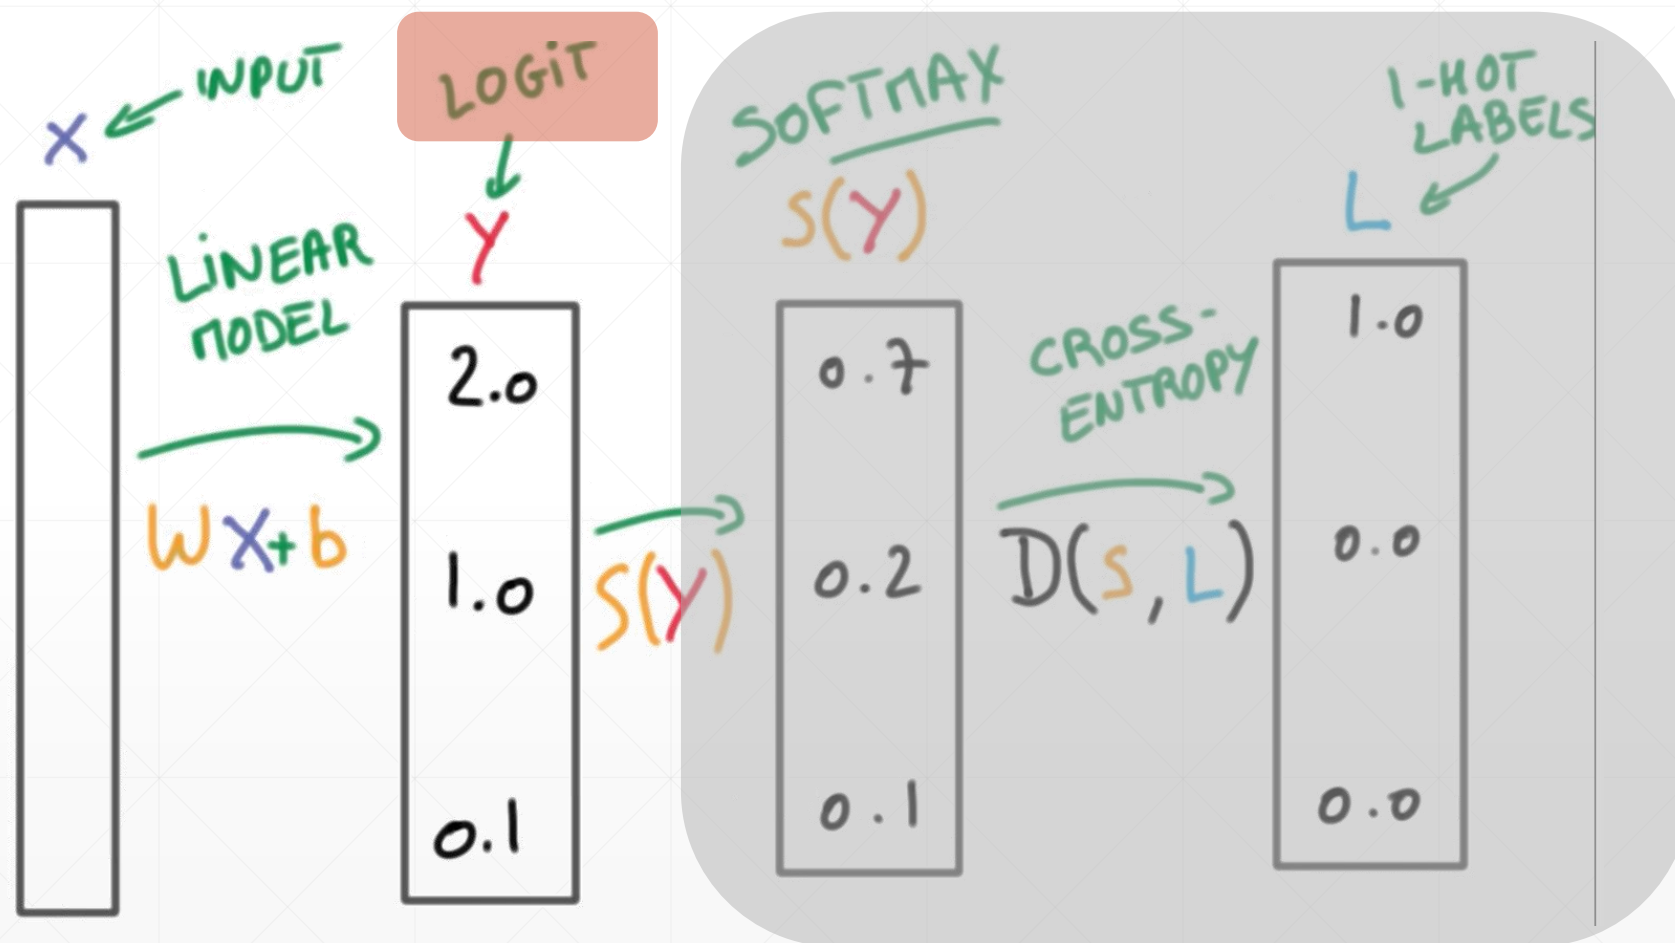 X
INPUT
LINEAR
MODEL
WX+b
LOGIT
Y
2.0
1.0
0.1
S(Y)
SOFTMAX
S(Y)
0.7
0.2
0.1
CROSS-
ENTROPY
D(S,L)
1-HOT
LABELS
L
1.0
0.0
0.0